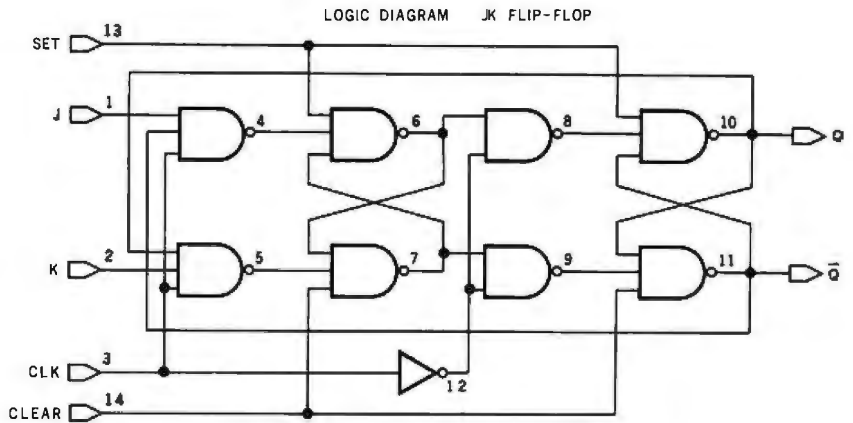 LOGIC DIAGRAM JK FLIP-FLOP
SET 13
J 1
4
6
8
10
Q
K 2
5
7
9
11
Q̅
CLK 3
12
CLEAR 14